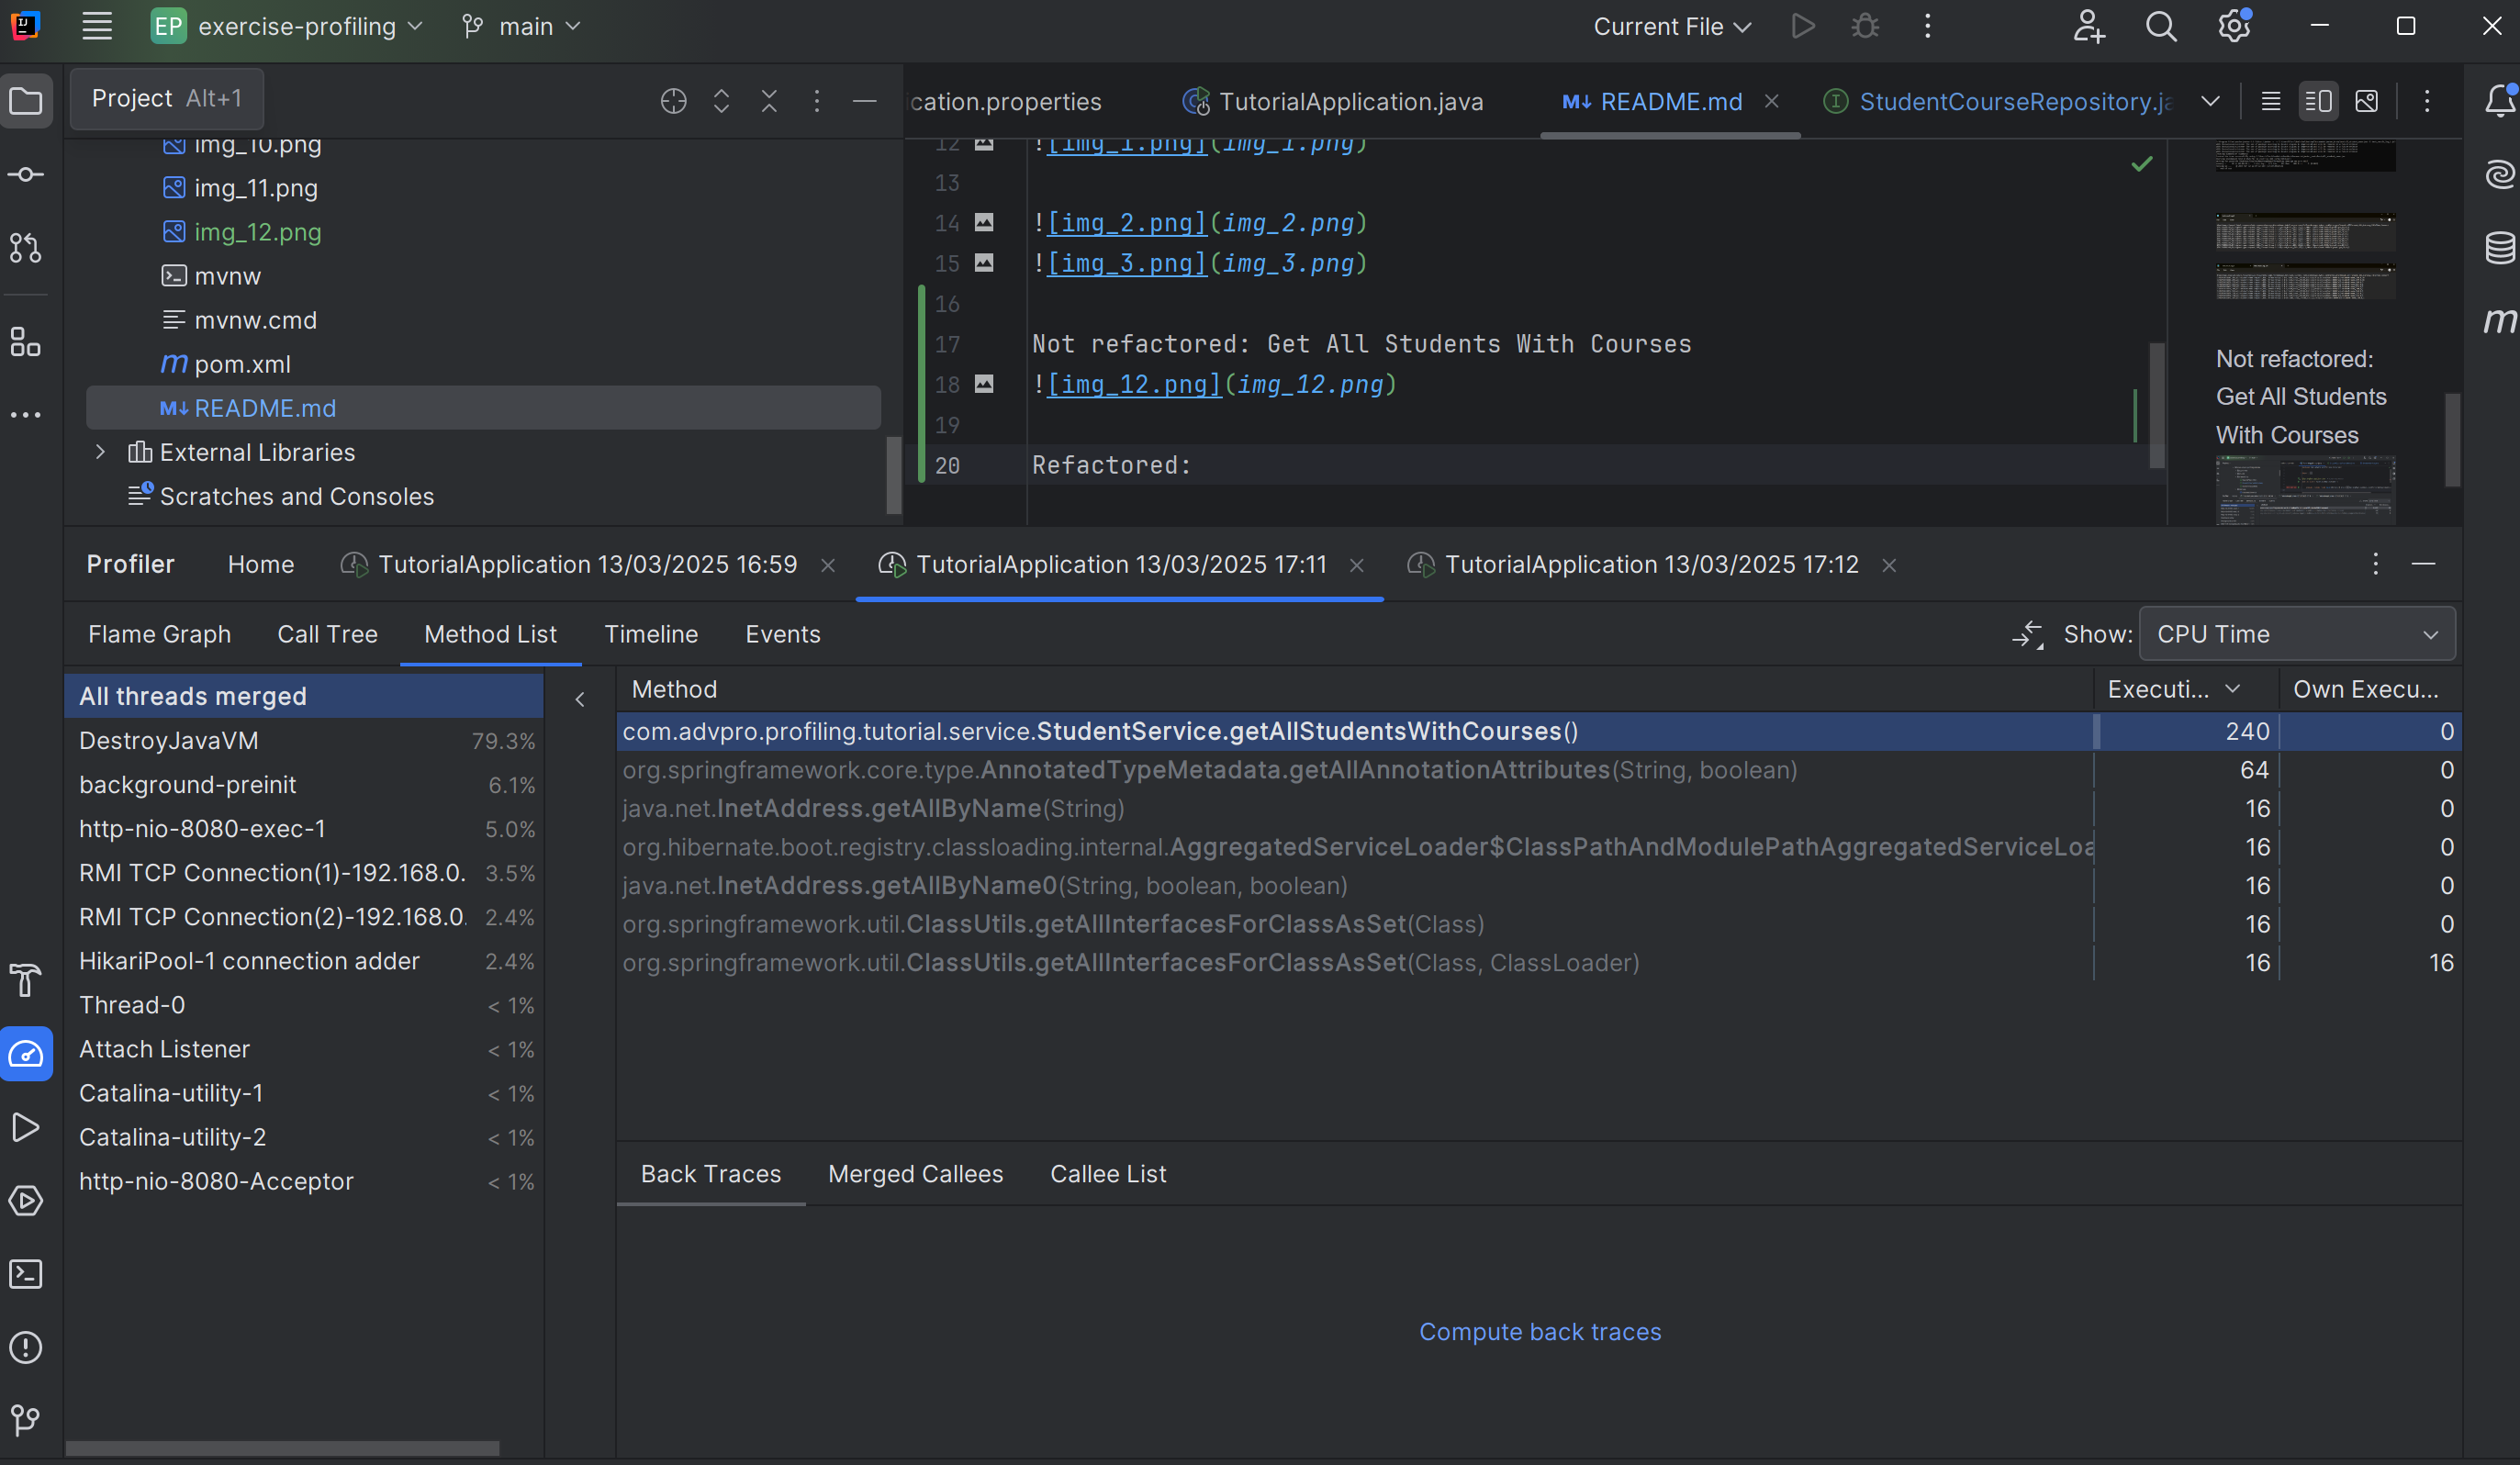 EP exercise-profiling main Current File
Project Alt+1
cation.properties TutorialApplication.java M↓ README.md StudentCourseRepository.ja
img_10.png
img_11.png
img_12.png
mvnw
mvnw.cmd
m pom.xml
M↓ README.md
External Libraries
Scratches and Consoles
12 ![img_1.png](img_1.png)
13
14 ![img_2.png](img_2.png)
15 ![img_3.png](img_3.png)
16
17 Not refactored: Get All Students With Courses
18 ![img_12.png](img_12.png)
19
20 Refactored:
Not refactored:
Get All Students
With Courses
m
Profiler Home TutorialApplication 13/03/2025 16:59 TutorialApplication 13/03/2025 17:11 TutorialApplication 13/03/2025 17:12
Flame Graph Call Tree Method List Timeline Events Show: CPU Time
All threads merged
DestroyJavaVM 79.3%
background-preinit 6.1%
http-nio-8080-exec-1 5.0%
RMI TCP Connection(1)-192.168.0. 3.5%
RMI TCP Connection(2)-192.168.0. 2.4%
HikariPool-1 connection adder 2.4%
Thread-0 < 1%
Attach Listener < 1%
Catalina-utility-1 < 1%
Catalina-utility-2 < 1%
http-nio-8080-Acceptor < 1%
Method Executi... Own Execu...
com.advpro.profiling.tutorial.service.StudentService.getAllStudentsWithCourses() 240 0
org.springframework.core.type.AnnotatedTypeMetadata.getAllAnnotationAttributes(String, boolean) 64 0
java.net.InetAddress.getAllByName(String) 16 0
org.hibernate.boot.registry.classloading.internal.AggregatedServiceLoader$ClassPathAndModulePathAggregatedServiceLoa 16 0
java.net.InetAddress.getAllByName0(String, boolean, boolean) 16 0
org.springframework.util.ClassUtils.getAllInterfacesForClassAsSet(Class) 16 0
org.springframework.util.ClassUtils.getAllInterfacesForClassAsSet(Class, ClassLoader) 16 16
Back Traces Merged Callees Callee List
Compute back traces